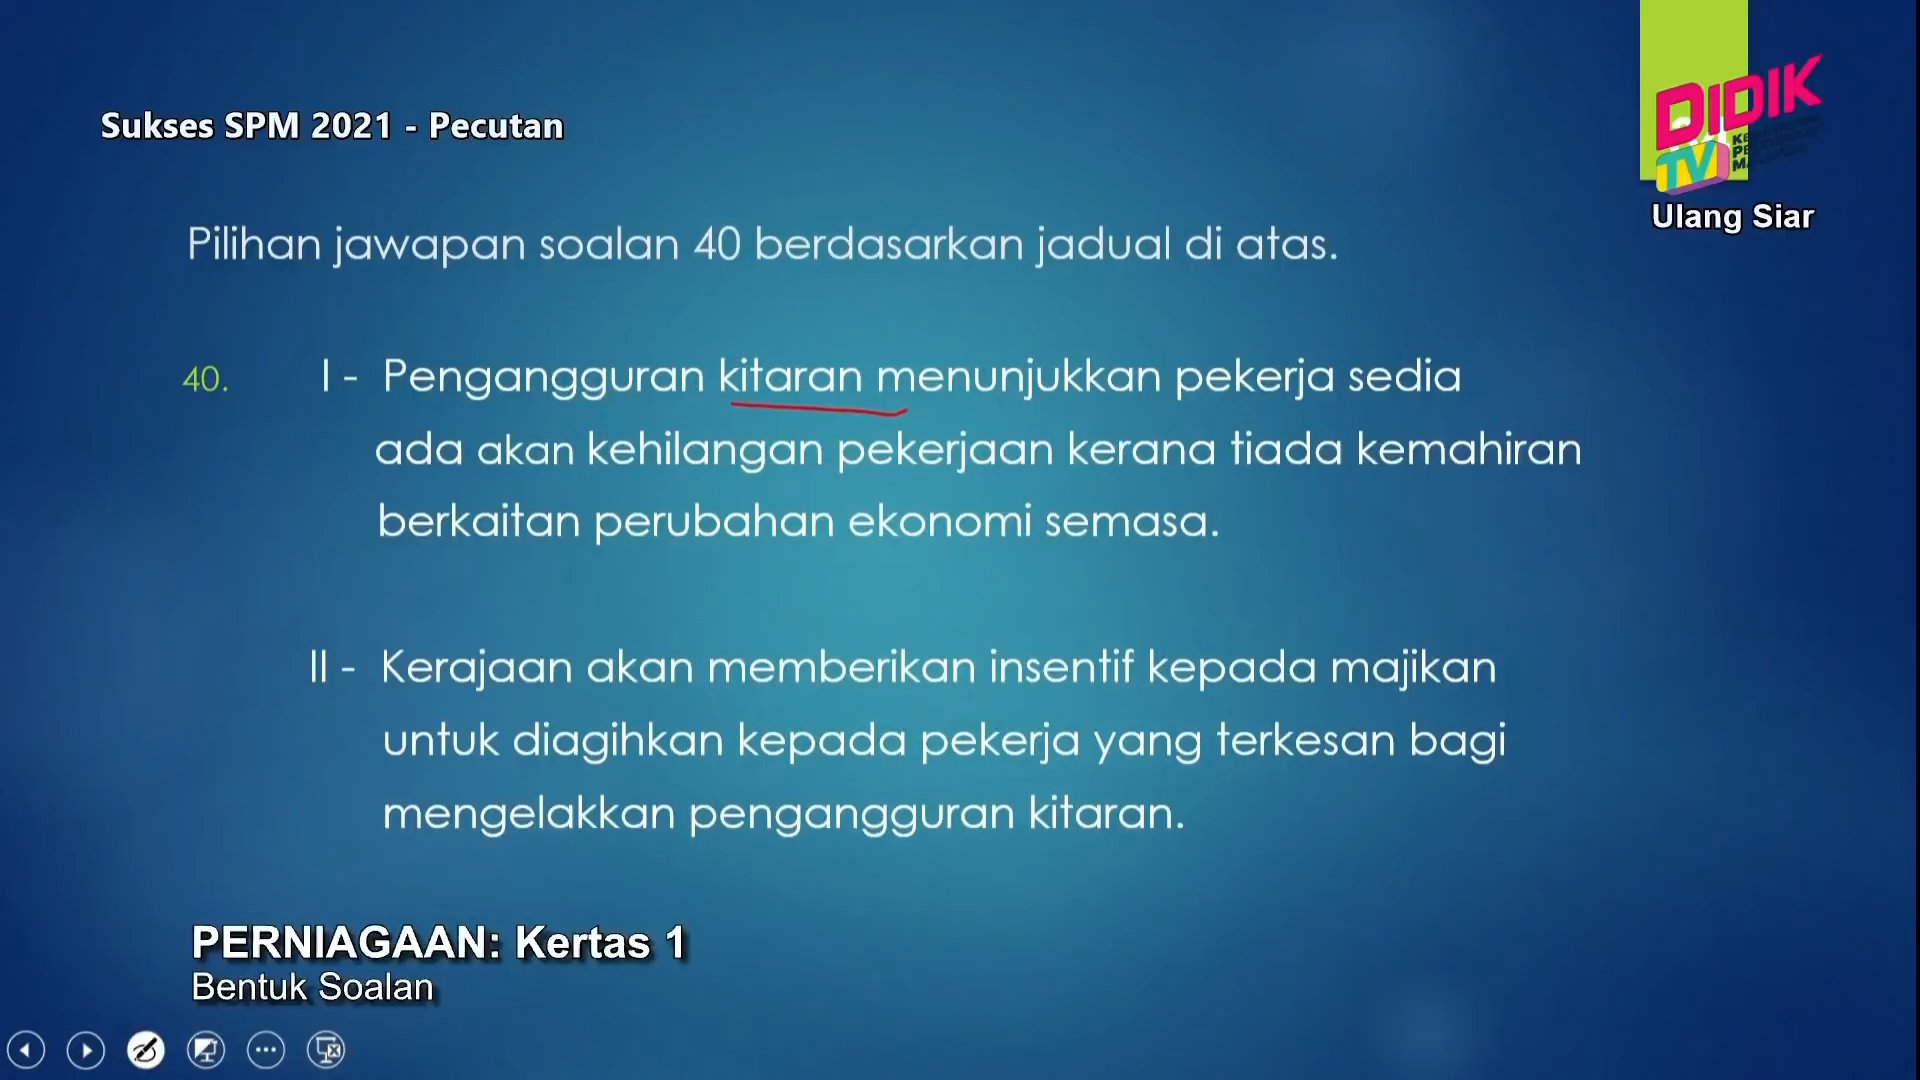 Sukses SPM 2021 - Pecutan
DIDIK
TV
Ulang Siar
Pilihan jawapan soalan 40 berdasarkan jadual di atas.
40. I - Pengangguran kitaran menunjukkan pekerja sedia
ada akan kehilangan pekerjaan kerana tiada kemahiran
berkaitan perubahan ekonomi semasa.
II - Kerajaan akan memberikan insentif kepada majikan
untuk diagihkan kepada pekerja yang terkesan bagi
mengelakkan pengangguran kitaran.
PERNIAGAAN: Kertas 1
Bentuk Soalan